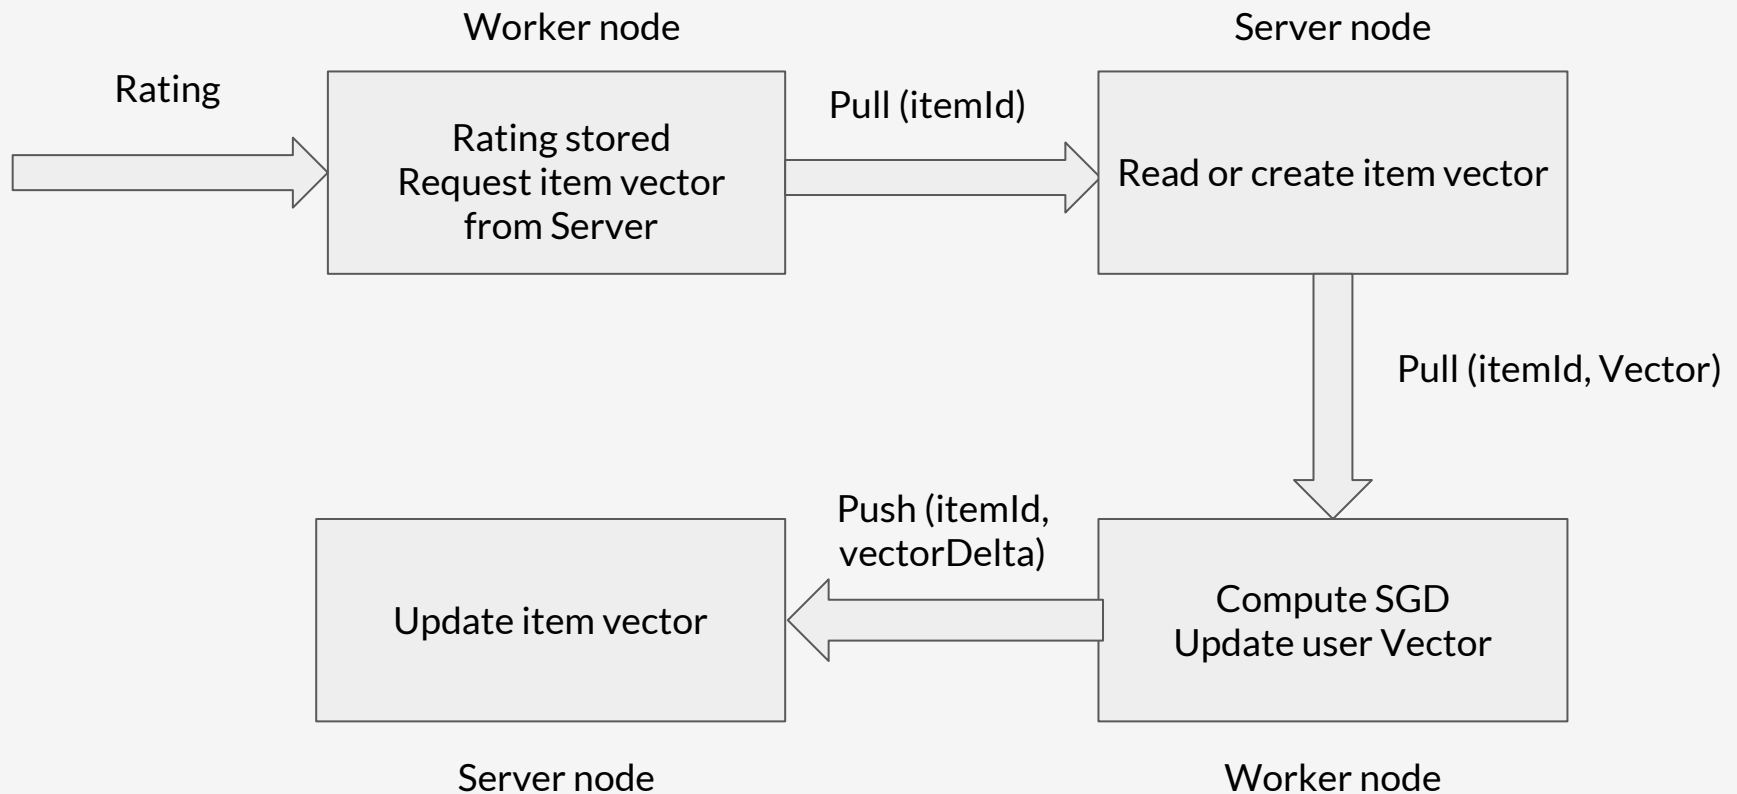 Worker node
Server node
Rating
Rating stored
Request item vector
from Server
Pull (itemId)
Read or create item vector
Pull (itemId, Vector)
Push (itemId,
vectorDelta)
Update item vector
Compute SGD
Update user Vector
Server node
Worker node